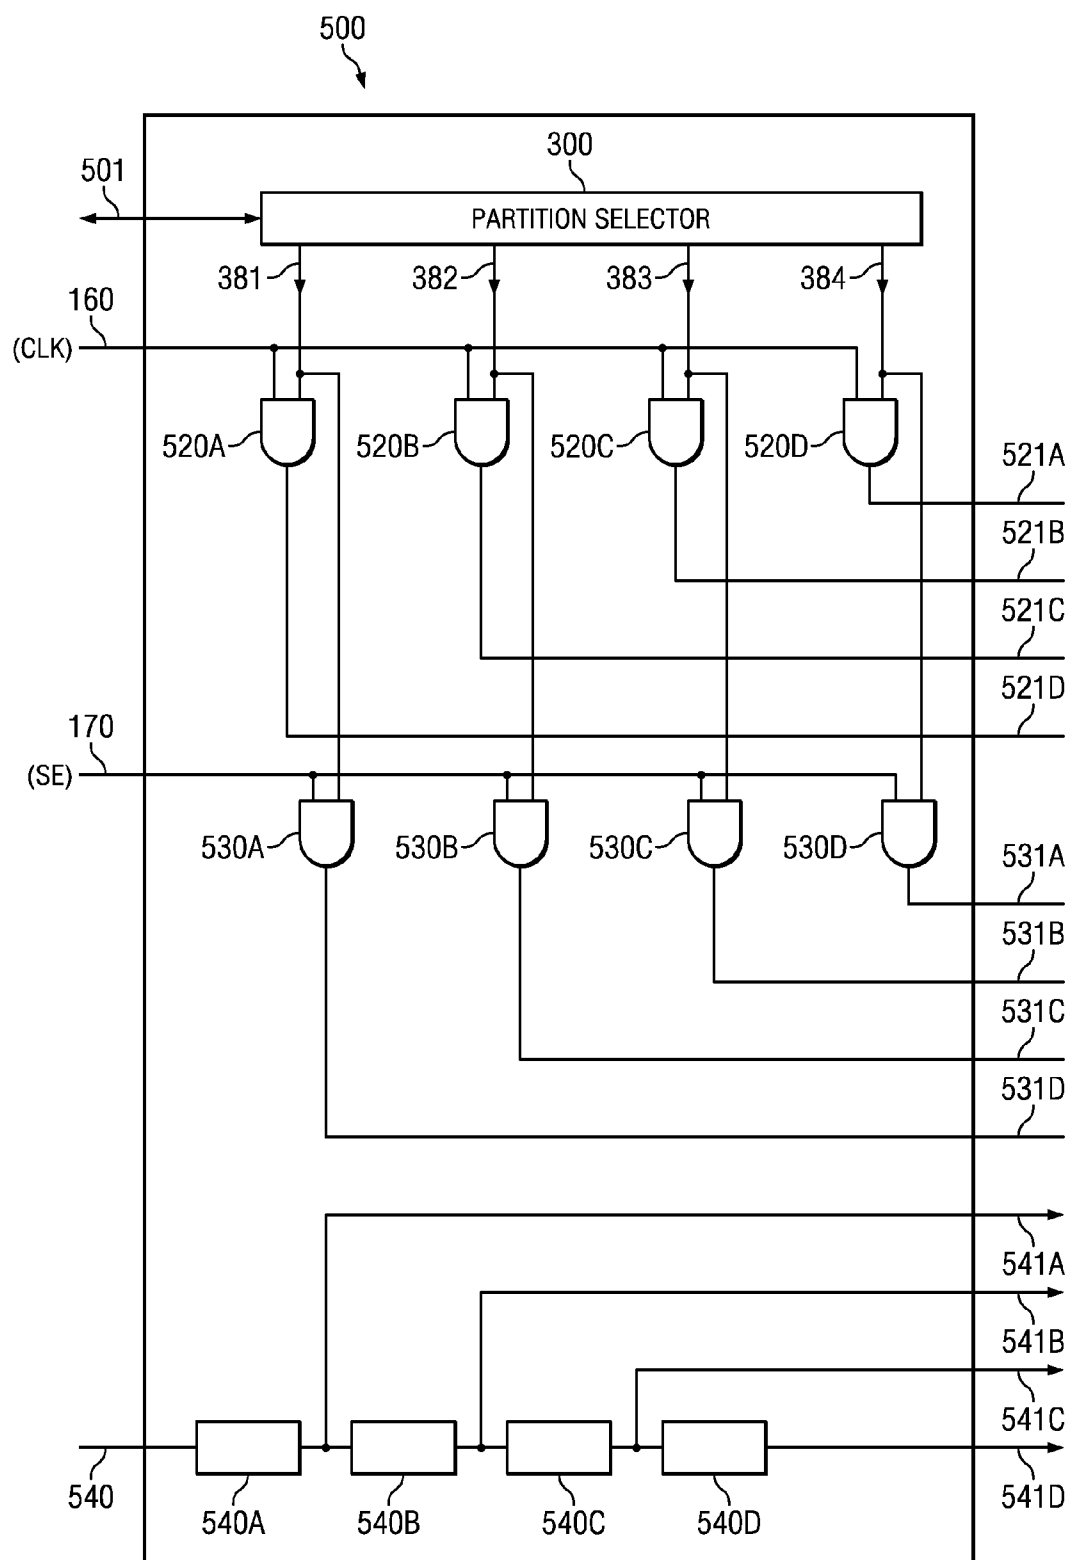 500
501
300
PARTITION SELECTOR
381
382
383
384
160
(CLK)
520A
520B
520C
520D
521A
521B
521C
521D
170
(SE)
530A
530B
530C
530D
531A
531B
531C
531D
541A
541B
541C
541D
540
540A
540B
540C
540D